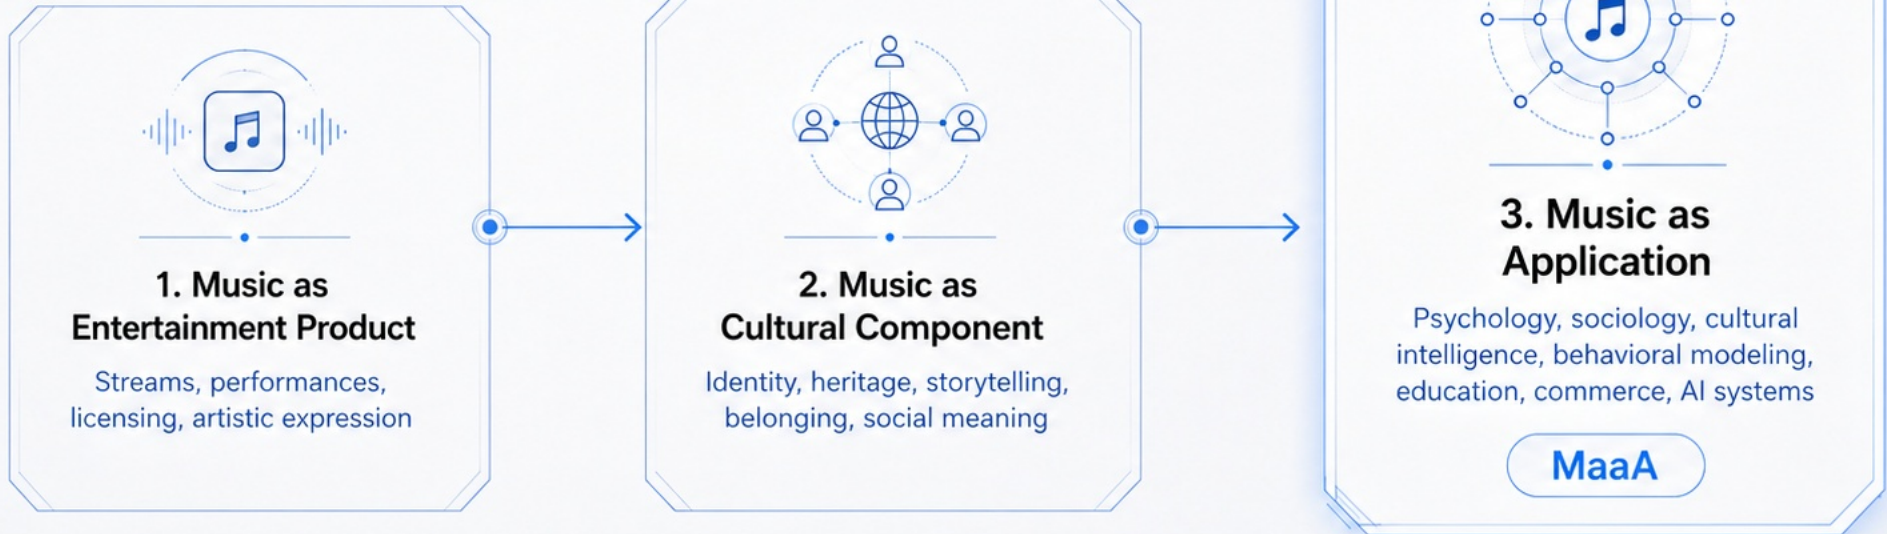 1. Music as
Entertainment Product
Streams, performances,
licensing, artistic expression
2. Music as
Cultural Component
Identity, heritage, storytelling,
belonging, social meaning
3. Music as
Application
Psychology, sociology, cultural
intelligence, behavioral modeling,
education, commerce, AI systems
MaaA